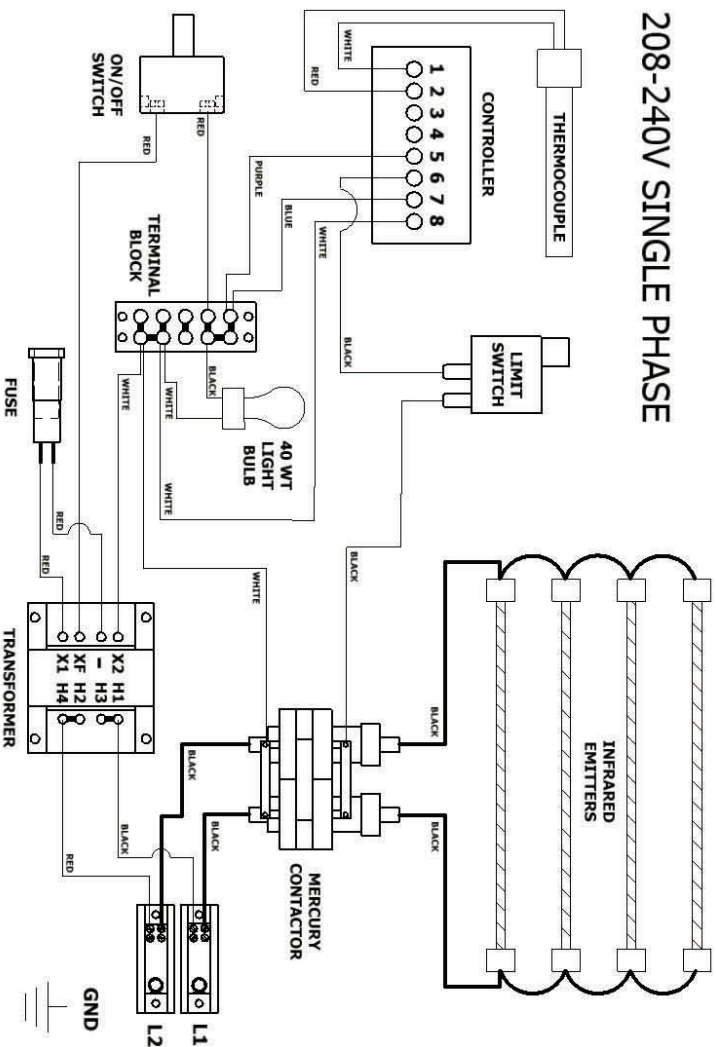 208-240V SINGLE PHASE
THERMOCOUPLE
CONTROLLER
1 2 3 4 5 6 7 8
WHITE
RED
LIMIT
SWITCH
INFRARED
EMITTERS
BLACK
BLACK
BLACK
BLACK
PURPLE
BLUE
WHITE
40 WT
LIGHT
BULB
BLACK
WHITE
WHITE
WHITE
WHITE
MERCURY
CONTACTOR
BLACK
BLACK
ON/OFF
SWITCH
RED
RED
TERMINAL
BLOCK
FUSE
RED
RED
X2 H1
– H3
XF H2
X1 H4
TRANSFORMER
BLACK
RED
L1
L2
GND